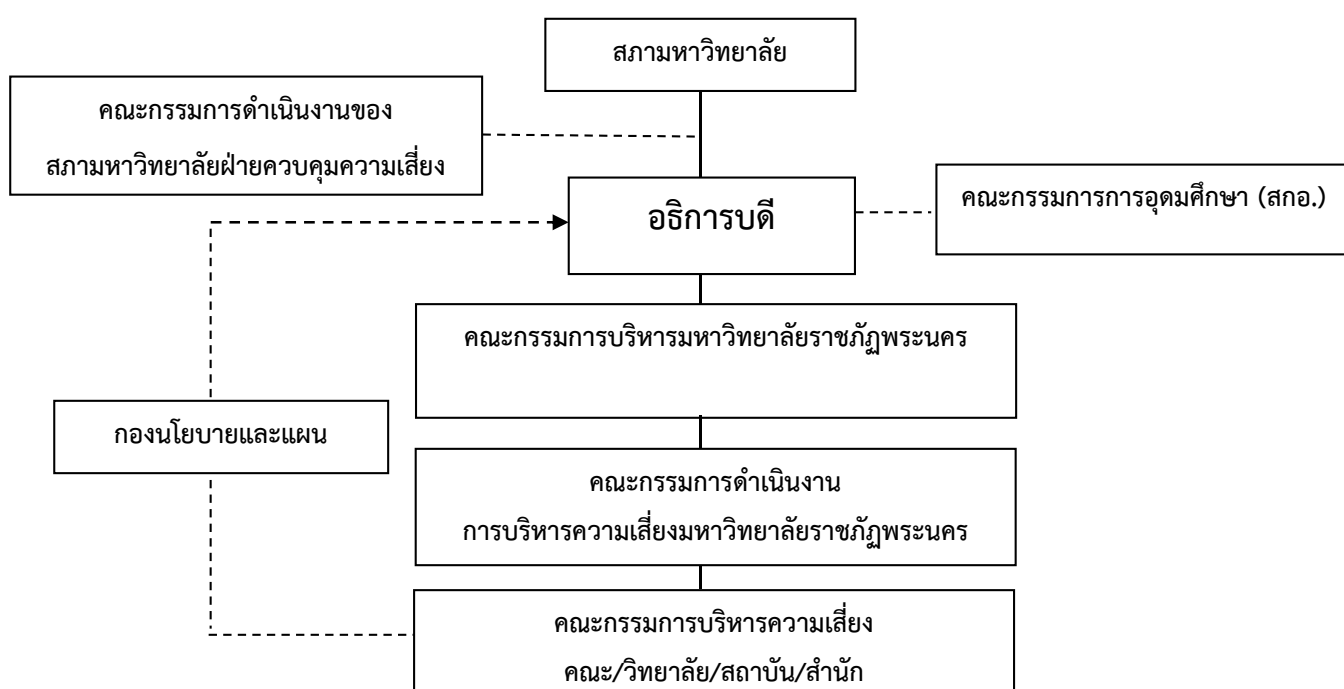 สภามหาวิทยาลัย
คณะกรรมการดำเนินงานของ
สภามหาวิทยาลัยฝ่ายควบคุมความเสี่ยง
อธิการบดี
คณะกรรมการการอุดมศึกษา (สกอ.)
คณะกรรมการบริหารมหาวิทยาลัยราชภัฏพระนคร
กองนโยบายและแผน
คณะกรรมการดำเนินงาน
การบริหารความเสี่ยงมหาวิทยาลัยราชภัฏพระนคร
คณะกรรมการบริหารความเสี่ยง
คณะ/วิทยาลัย/สถาบัน/สำนัก